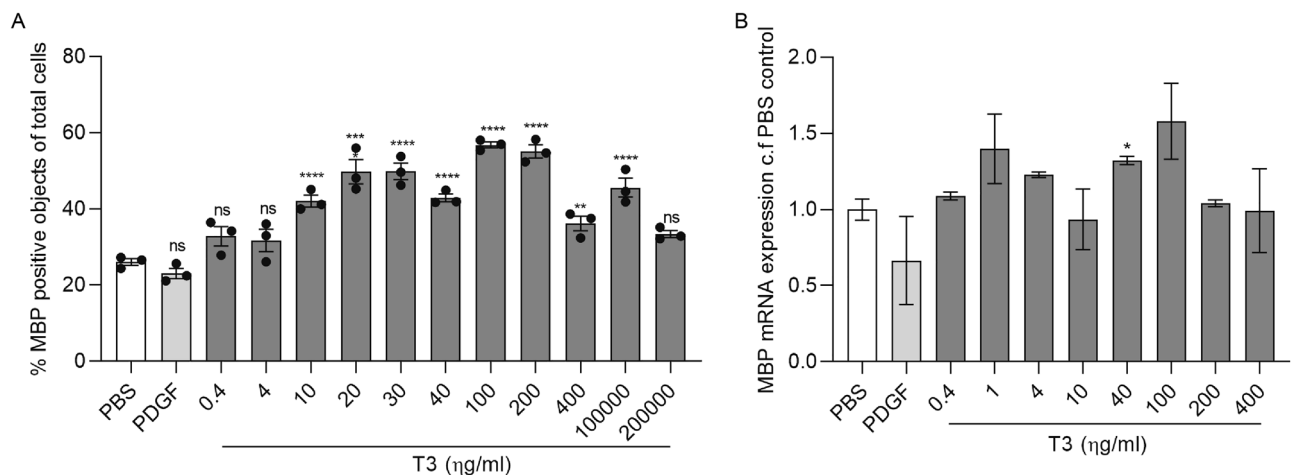 A
% MBP positive objects of total cells
80
60
40
20
0
ns
ns
ns
****
***
*
****
****
****
****
**
****
ns
PBS
PDGF
0.4
4
10
20
30
40
100
200
400
100000
200000
T3 (ηg/ml)
B
MBP mRNA expression c.f PBS control
2.0
1.5
1.0
0.5
0.0
*
PBS
PDGF
0.4
1
4
10
40
100
200
400
T3 (ηg/ml)